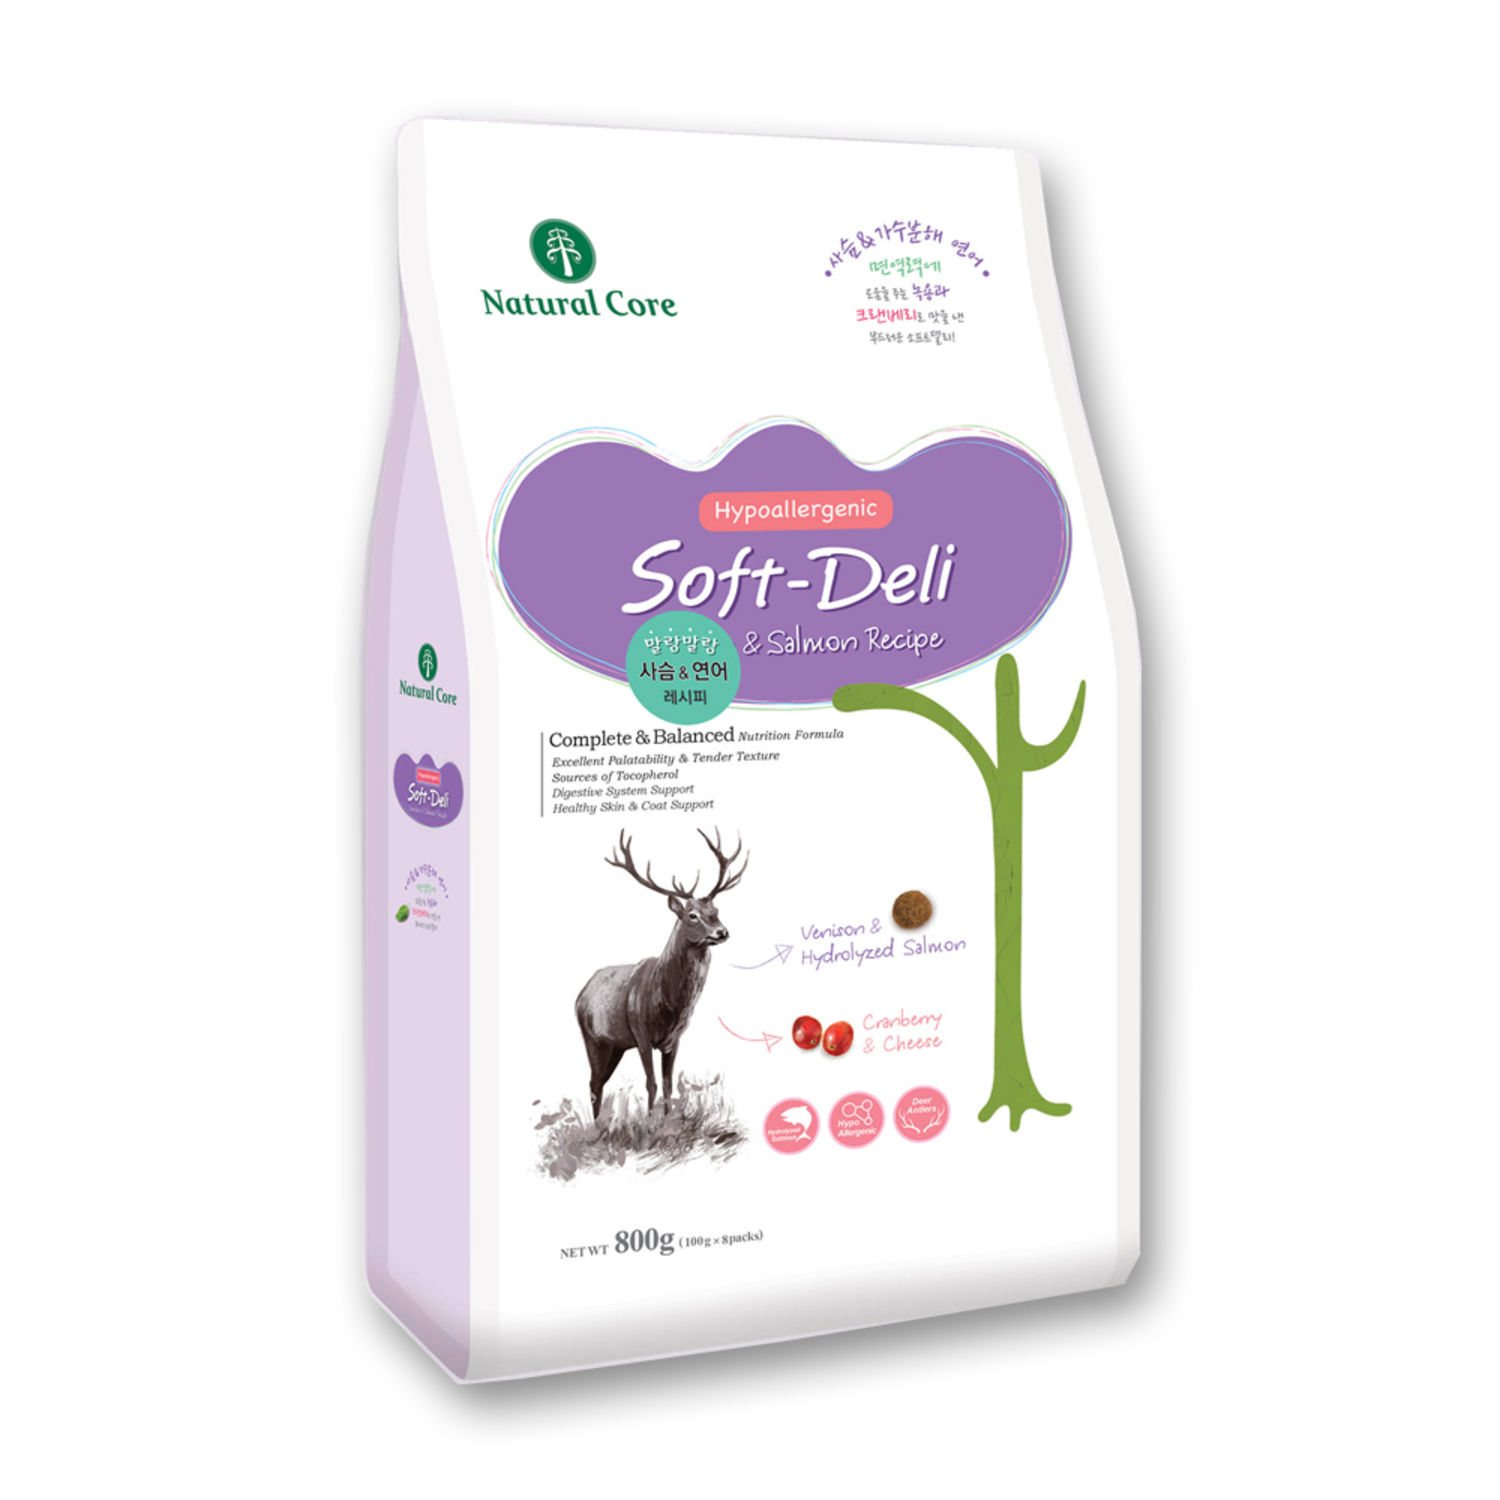 Natural Core
사슴&가수분해 연어
면역력에
도움을 주는 녹용과
크랜베리로 맛을 낸
부드러운 소프트델리!
Hypoallergenic
Soft-Deli
& Salmon Recipe
말랑말랑
사슴&연어
레시피
Complete & Balanced Nutrition Formula
Excellent Palatability & Tender Texture
Sources of Tocopherol
Digestive System Support
Healthy Skin & Coat Support
Venison &
Hydrolyzed Salmon
Cranberry
& Cheese
Hydrolyzed
Salmon
Hypo
Allergenic
Deer
Antlers
NET WT 800g (100g × 8packs)
Natural Core
Hypoallergenic
Soft-Deli